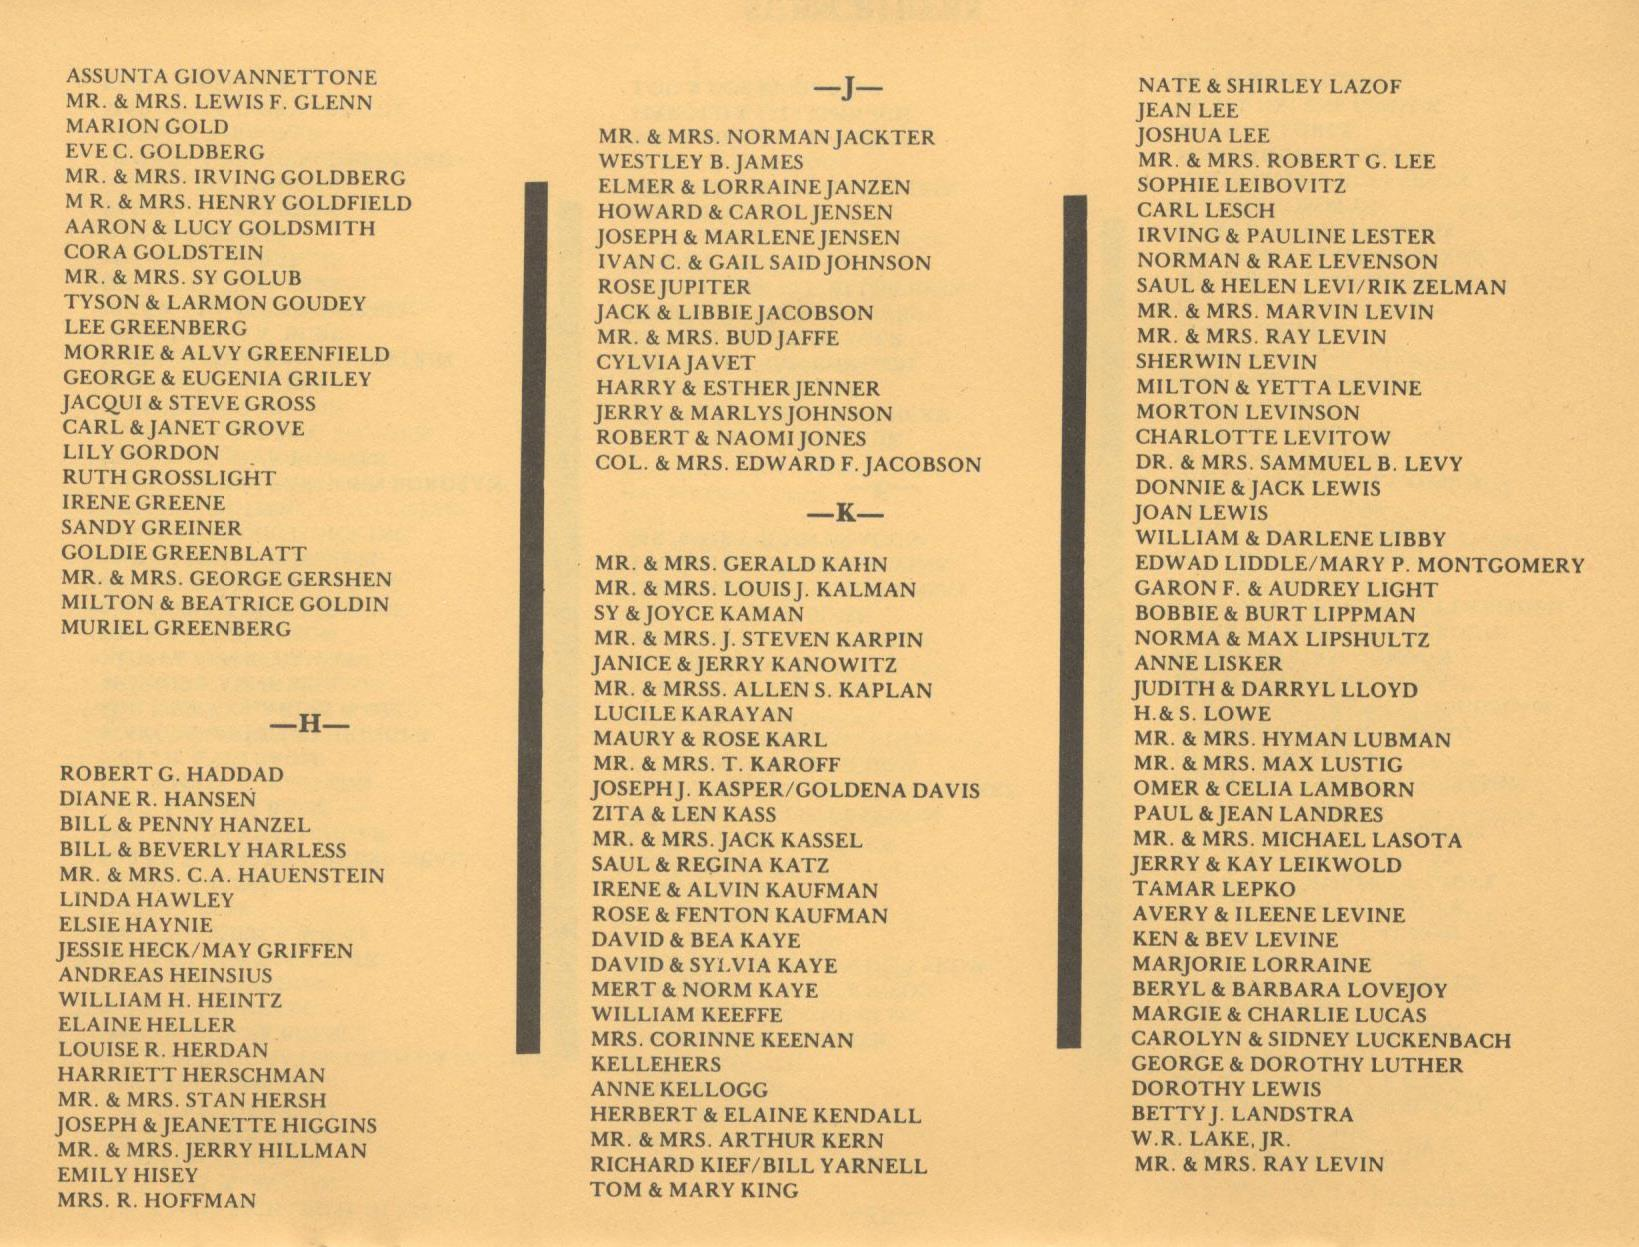 ASSUNTA GIOVANNETTONE
MR. & MRS. LEWIS F. GLENN
MARION GOLD
EVE C. GOLDBERG
MR. & MRS. IRVING GOLDBERG
M R. & MRS. HENRY GOLDFIELD
AARON & LUCY GOLDSMITH
CORA GOLDSTEIN
MR. & MRS. SY GOLUB
TYSON & LARMON GOUDEY
LEE GREENBERG
MORRIE & ALVY GREENFIELD
GEORGE & EUGENIA GRILEY
JACQUI & STEVE GROSS
CARL & JANET GROVE
LILY GORDON
RUTH GROSSLIGHT
IRENE GREENE
SANDY GREINER
GOLDIE GREENBLATT
MR. & MRS. GEORGE GERSHEN
MILTON & BEATRICE GOLDIN
MURIEL GREENBERG
—H—
ROBERT G. HADDAD
DIANE R. HANSEN
BILL & PENNY HANZEL
BILL & BEVERLY HARLESS
MR. & MRS. C.A. HAUENSTEIN
LINDA HAWLEY
ELSIE HAYNIE
JESSIE HECK/MAY GRIFFEN
ANDREAS HEINSIUS
WILLIAM H. HEINTZ
ELAINE HELLER
LOUISE R. HERDAN
HARRIETT HERSCHMAN
MR. & MRS. STAN HERSH
JOSEPH & JEANETTE HIGGINS
MR. & MRS. JERRY HILLMAN
EMILY HISEY
MRS. R. HOFFMAN
—J—
MR. & MRS. NORMAN JACKTER
WESTLEY B. JAMES
ELMER & LORRAINE JANZEN
HOWARD & CAROL JENSEN
JOSEPH & MARLENE JENSEN
IVAN C. & GAIL SAID JOHNSON
ROSE JUPITER
JACK & LIBBIE JACOBSON
MR. & MRS. BUD JAFFE
CYLVIA JAVET
HARRY & ESTHER JENNER
JERRY & MARLYS JOHNSON
ROBERT & NAOMI JONES
COL. & MRS. EDWARD F. JACOBSON
—K—
MR. & MRS. GERALD KAHN
MR. & MRS. LOUIS J. KALMAN
SY & JOYCE KAMAN
MR. & MRS. J. STEVEN KARPIN
JANICE & JERRY KANOWITZ
MR. & MRSS. ALLEN S. KAPLAN
LUCILE KARAYAN
MAURY & ROSE KARL
MR. & MRS. T. KAROFF
JOSEPH J. KASPER/GOLDENA DAVIS
ZITA & LEN KASS
MR. & MRS. JACK KASSEL
SAUL & REGINA KATZ
IRENE & ALVIN KAUFMAN
ROSE & FENTON KAUFMAN
DAVID & BEA KAYE
DAVID & SYLVIA KAYE
MERT & NORM KAYE
WILLIAM KEEFFE
MRS. CORINNE KEENAN
KELLEHERS
ANNE KELLOGG
HERBERT & ELAINE KENDALL
MR. & MRS. ARTHUR KERN
RICHARD KIEF/BILL YARNELL
TOM & MARY KING
NATE & SHIRLEY LAZOF
JEAN LEE
JOSHUA LEE
MR. & MRS. ROBERT G. LEE
SOPHIE LEIBOVITZ
CARL LESCH
IRVING & PAULINE LESTER
NORMAN & RAE LEVENSON
SAUL & HELEN LEVI/RIK ZELMAN
MR. & MRS. MARVIN LEVIN
MR. & MRS. RAY LEVIN
SHERWIN LEVIN
MILTON & YETTA LEVINE
MORTON LEVINSON
CHARLOTTE LEVITOW
DR. & MRS. SAMMUEL B. LEVY
DONNIE & JACK LEWIS
JOAN LEWIS
WILLIAM & DARLENE LIBBY
EDWAD LIDDLE/MARY P. MONTGOMERY
GARON F. & AUDREY LIGHT
BOBBIE & BURT LIPPMAN
NORMA & MAX LIPSHULTZ
ANNE LISKER
JUDITH & DARRYL LLOYD
H.& S. LOWE
MR. & MRS. HYMAN LUBMAN
MR. & MRS. MAX LUSTIG
OMER & CELIA LAMBORN
PAUL & JEAN LANDRES
MR. & MRS. MICHAEL LASOTA
JERRY & KAY LEIKWOLD
TAMAR LEPKO
AVERY & ILEENE LEVINE
KEN & BEV LEVINE
MARJORIE LORRAINE
BERYL & BARBARA LOVEJOY
MARGIE & CHARLIE LUCAS
CAROLYN & SIDNEY LUCKENBACH
GEORGE & DOROTHY LUTHER
DOROTHY LEWIS
BETTY J. LANDSTRA
W.R. LAKE, JR.
MR. & MRS. RAY LEVIN